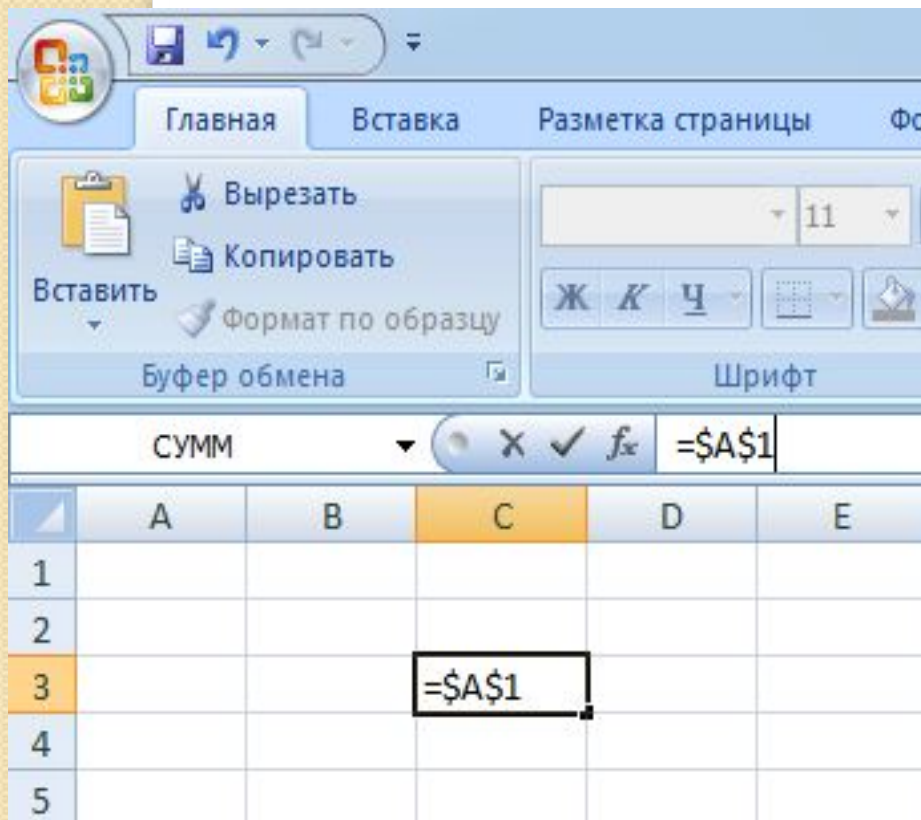 Главная Вставка Разметка страницы Фо
Вырезать
Копировать
Вставить
Формат по образцу
11
Ж К Ч
Буфер обмена Шрифт
СУММ fx =$A$1
A B C D E
1
2
3 =$A$1
4
5